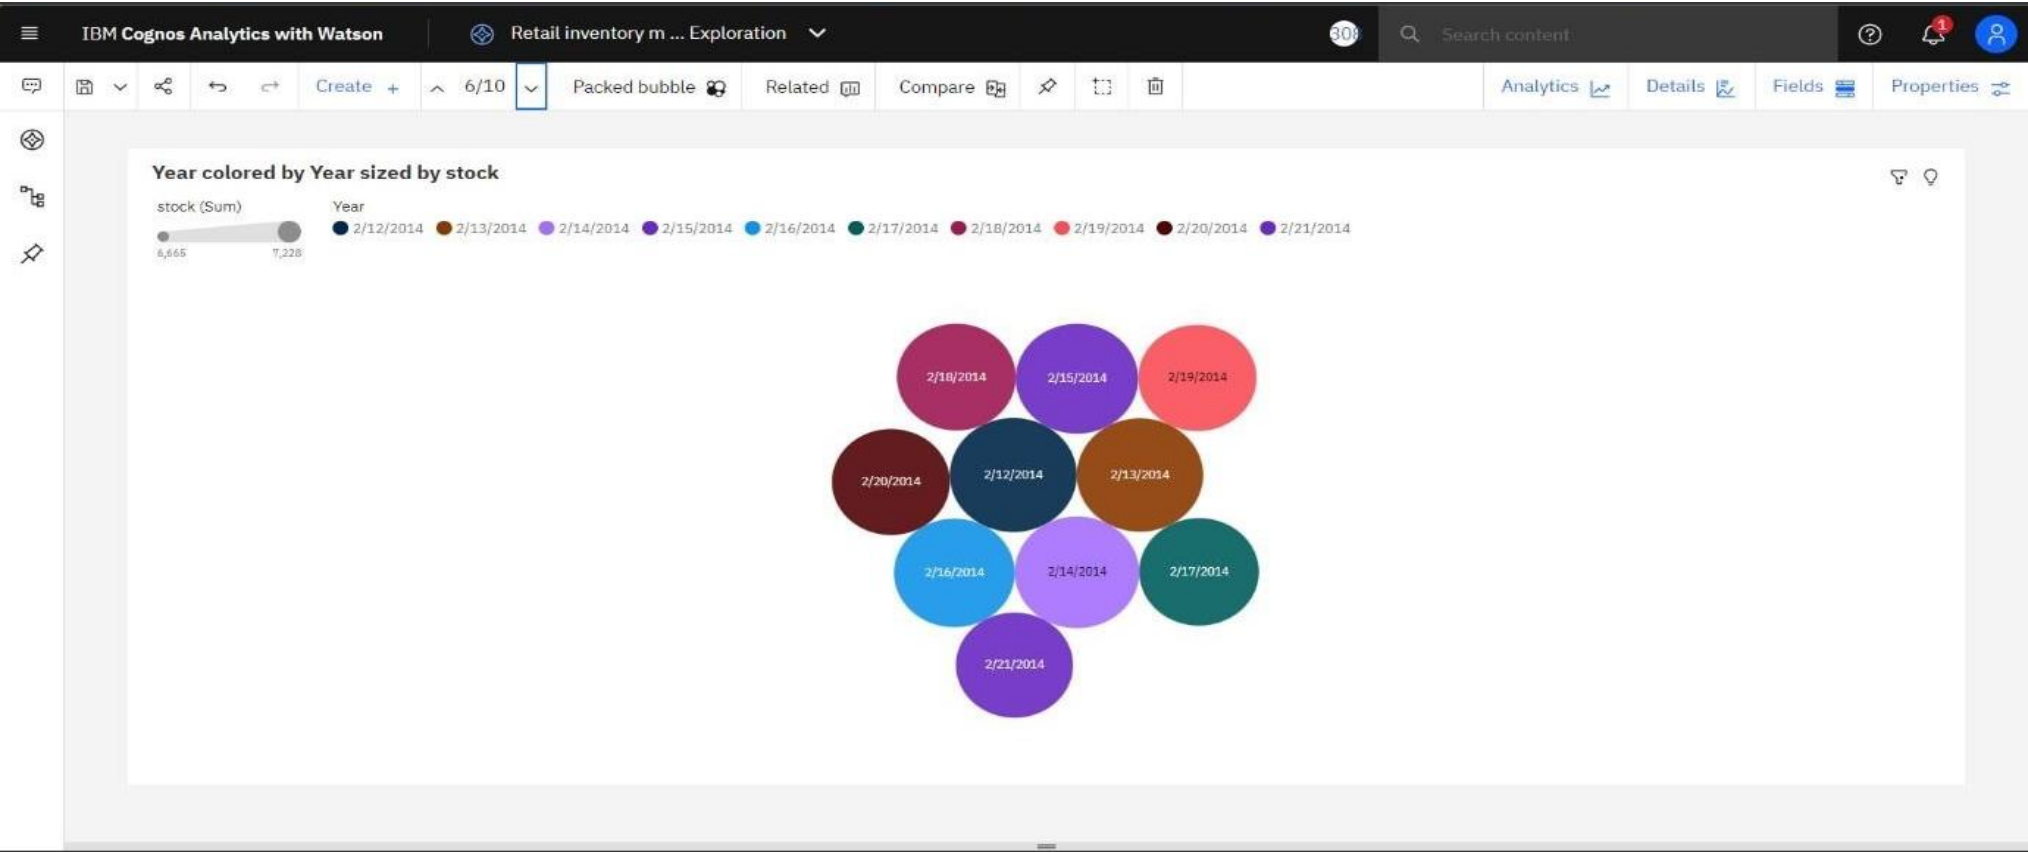 IBM Cognos Analytics with Watson
Retail inventory m ... Exploration
Search content
1
Create +
6/10
Packed bubble
Related
Compare
Analytics
Details
Fields
Properties
Year colored by Year sized by stock
stock (Sum)
6,665 7,228
Year
2/12/2014 2/13/2014 2/14/2014 2/15/2014 2/16/2014 2/17/2014 2/18/2014 2/19/2014 2/20/2014 2/21/2014
2/18/2014 2/15/2014 2/19/2014
2/20/2014 2/12/2014 2/13/2014
2/16/2014 2/14/2014 2/17/2014
2/21/2014